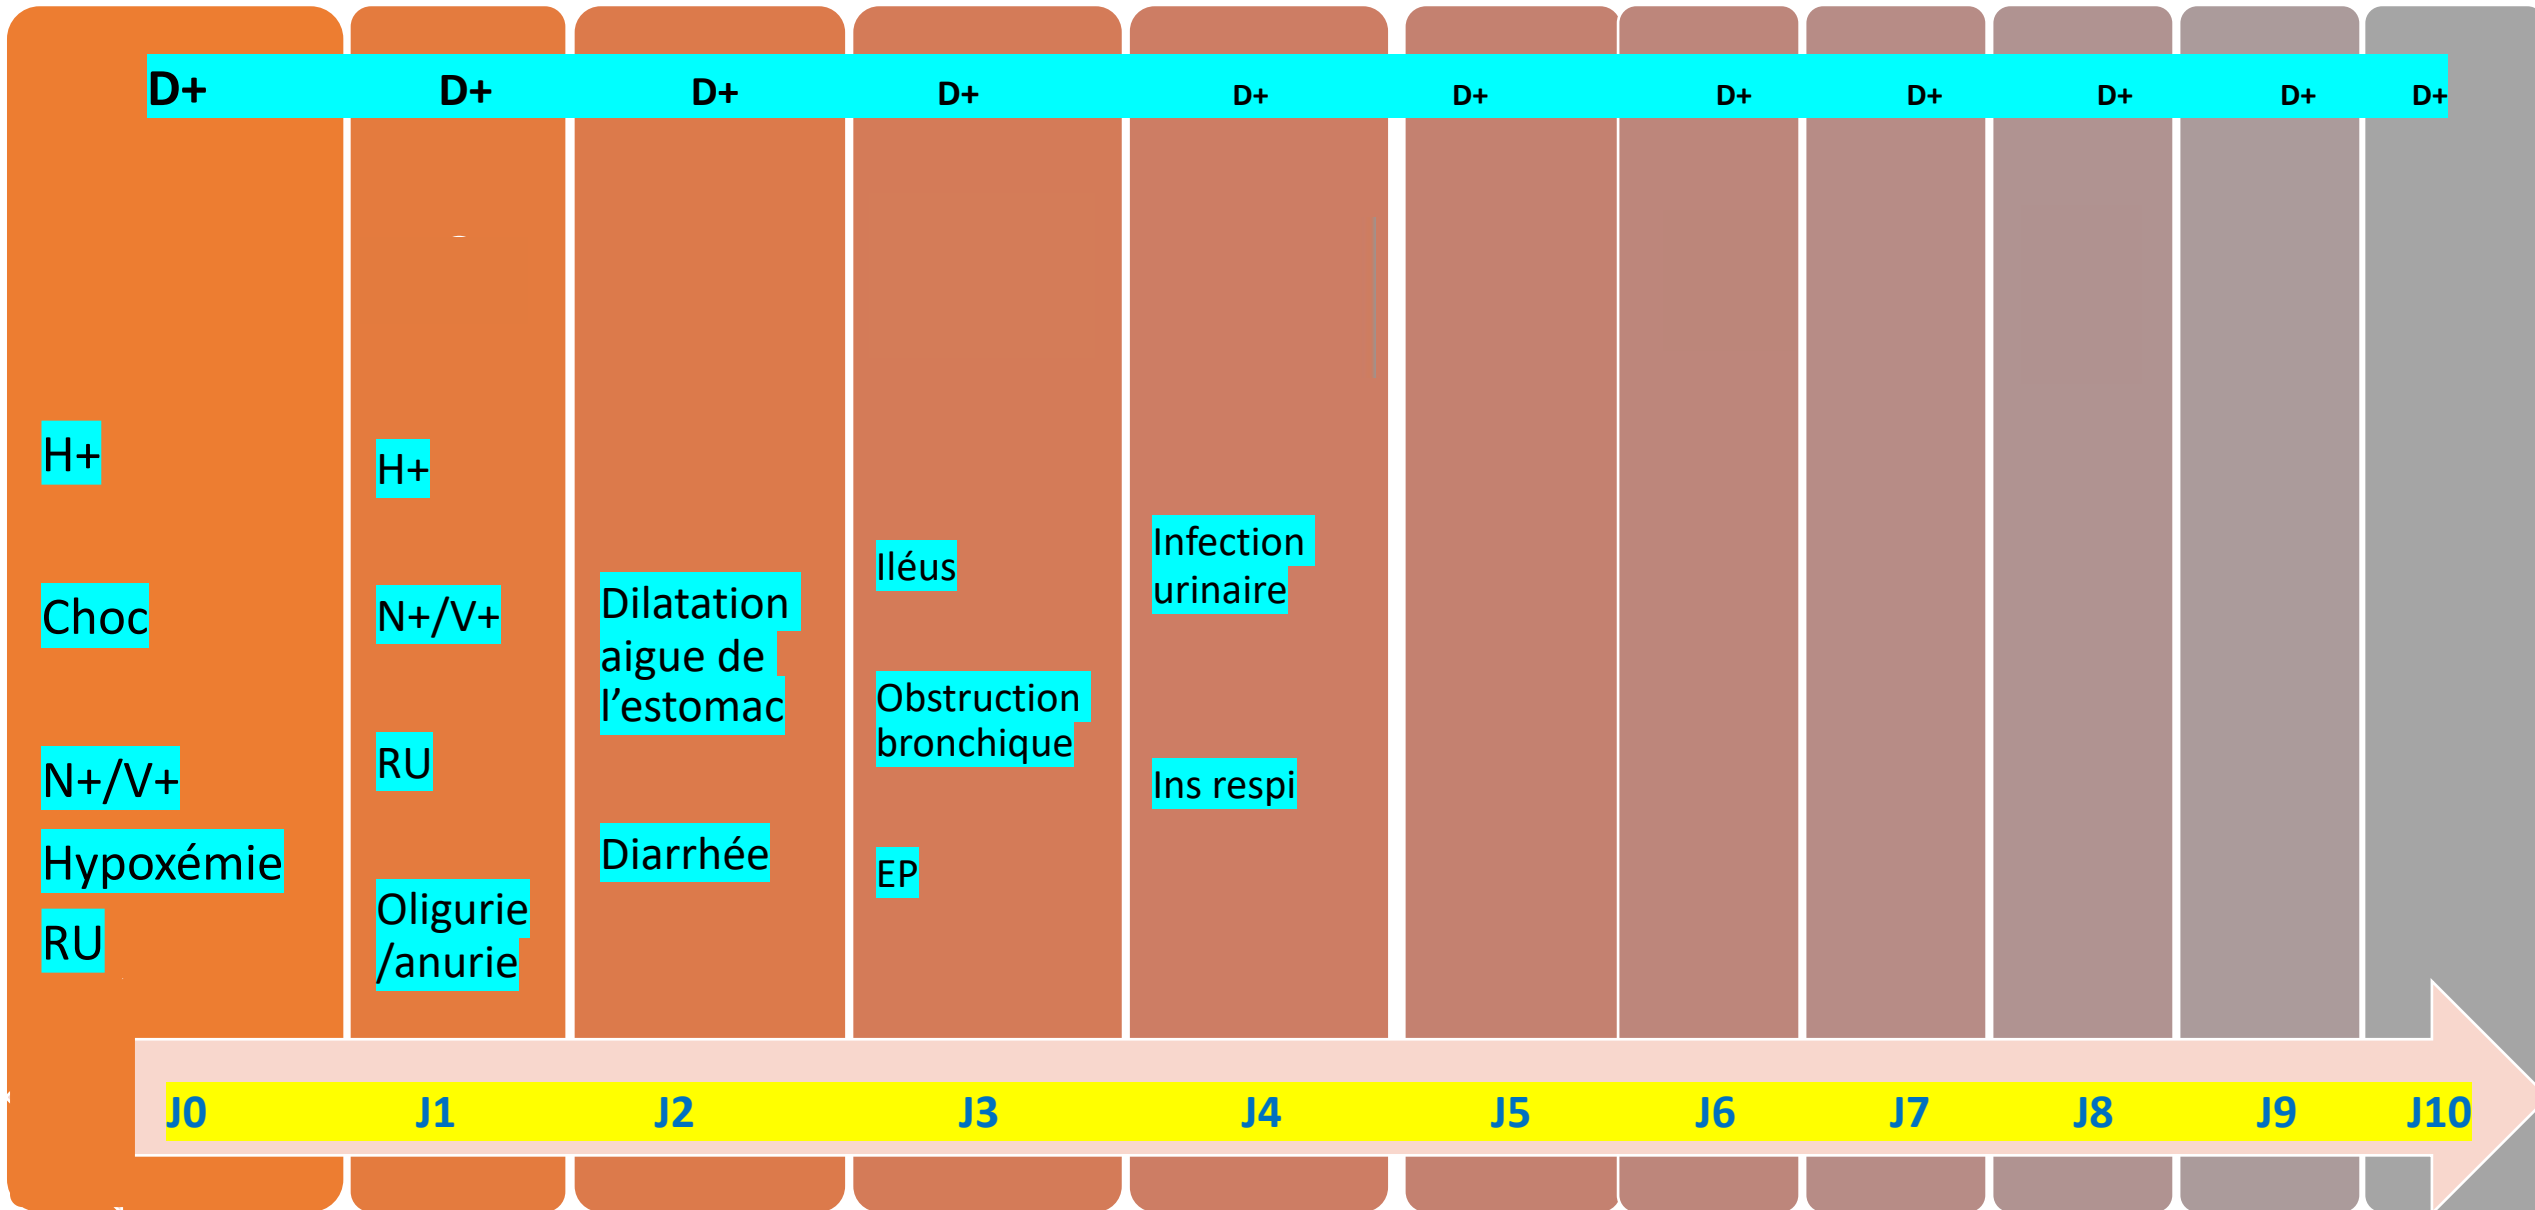 D+ D+ D+ D+ D+ D+ D+ D+ D+ D+ D+
H+
Choc
N+/V+
Hypoxémie
RU
H+
N+/V+
RU
Oligurie
/anurie
Dilatation
aigue de
l’estomac
Diarrhée
Iléus
Obstruction
bronchique
EP
Infection
urinaire
Ins respi
J0 J1 J2 J3 J4 J5 J6 J7 J8 J9 J10